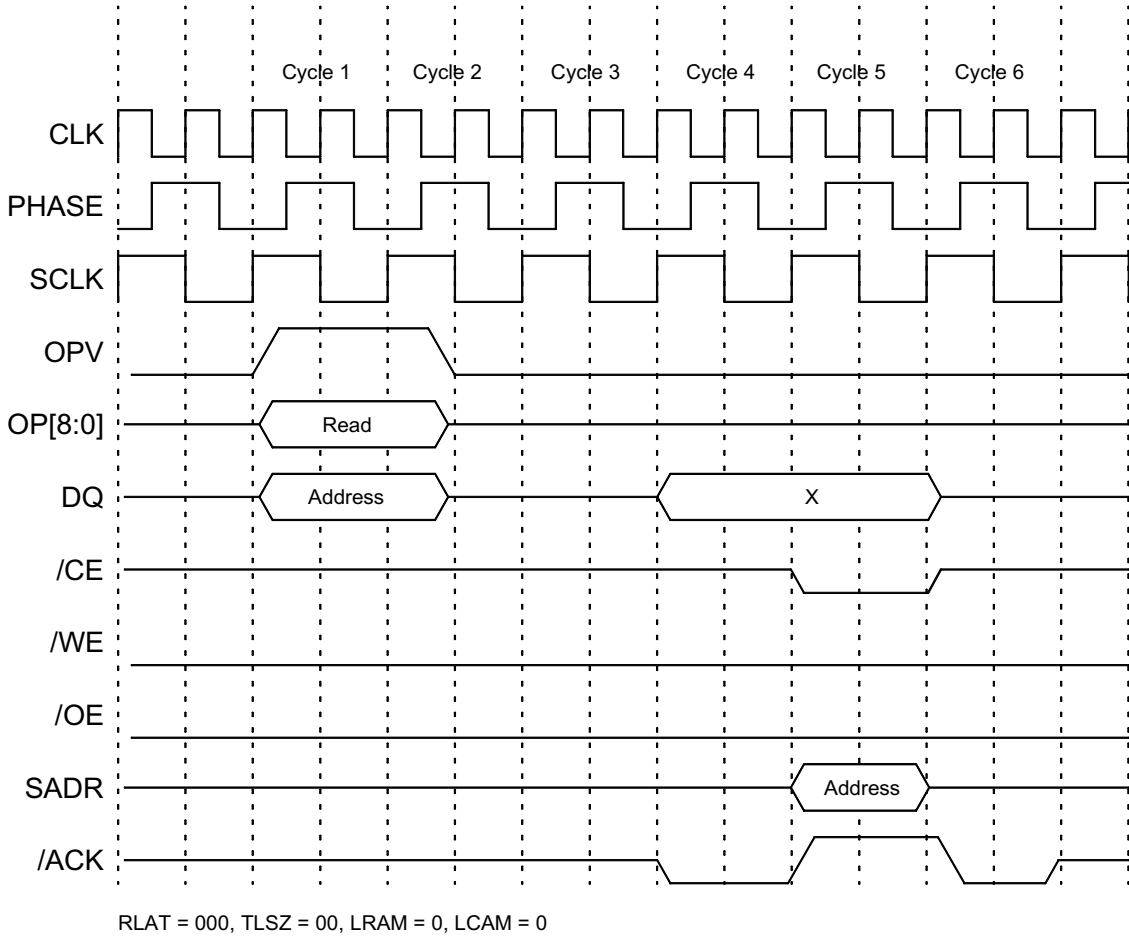 Cycle 1 Cycle 2 Cycle 3 Cycle 4 Cycle 5 Cycle 6
CLK
PHASE
SCLK
OPV
OP[8:0] Read
DQ Address X
/CE
/WE
/OE
SADR Address
/ACK
RLAT = 000, TLSZ = 00, LRAM = 0, LCAM = 0